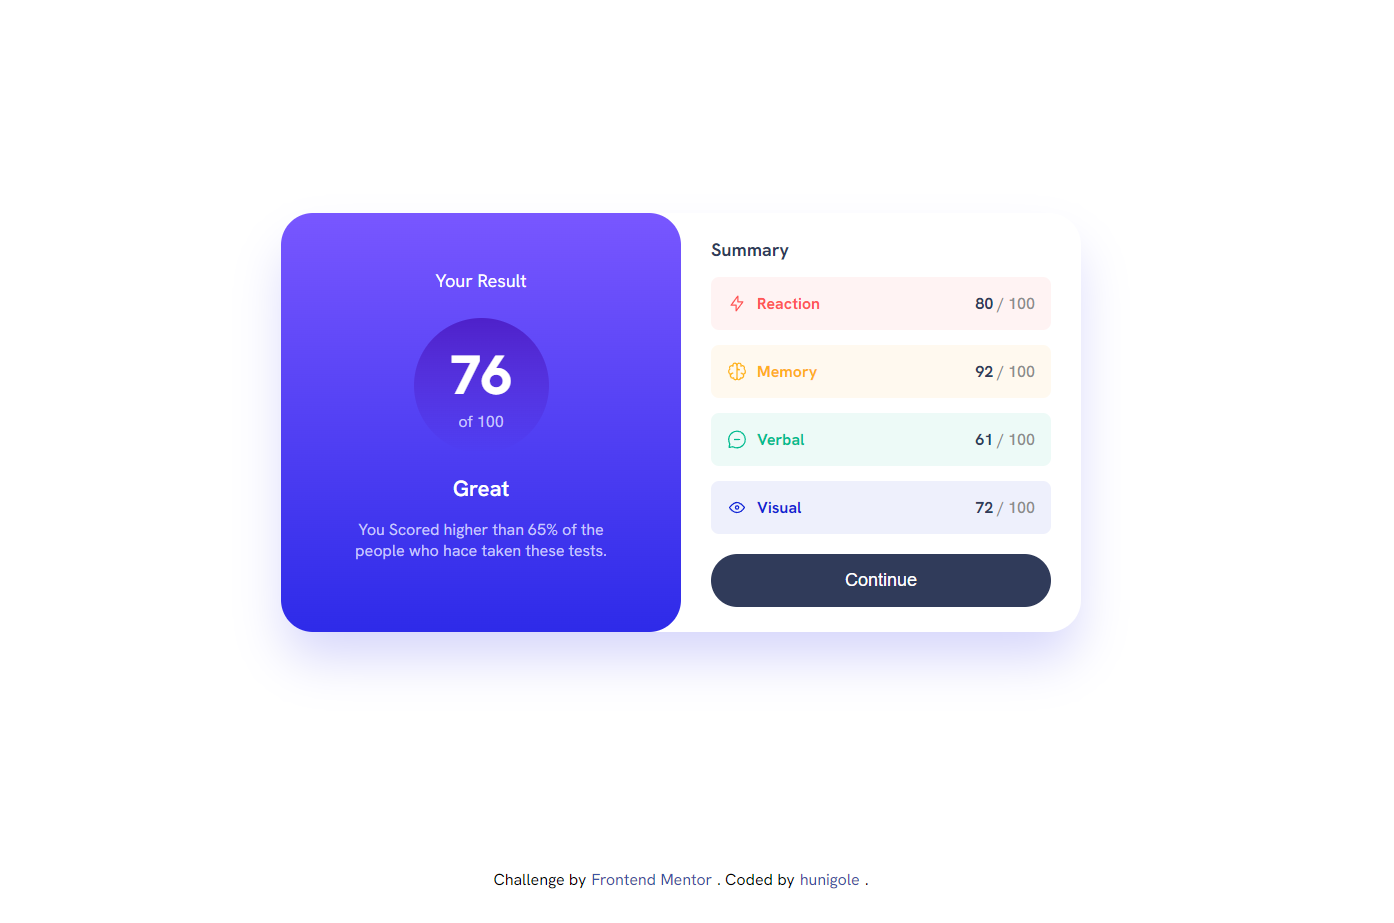 Your Result
76
of 100
Great
You Scored higher than 65% of the
people who hace taken these tests.
Summary
Reaction 80 / 100
Memory 92 / 100
Verbal 61 / 100
Visual 72 / 100
Continue
Challenge by Frontend Mentor . Coded by hunigole .